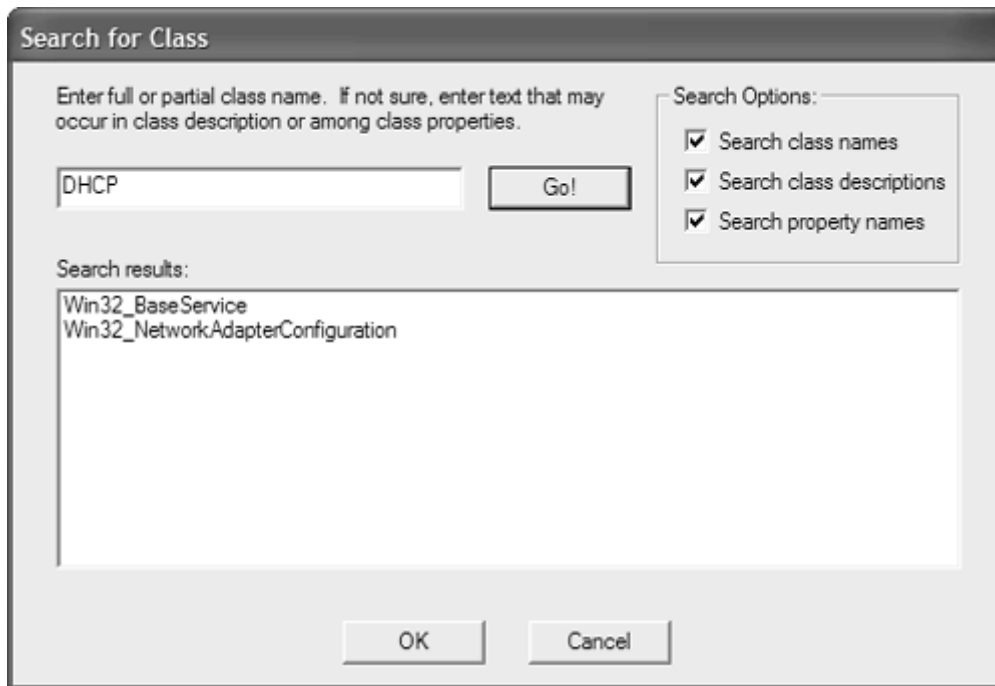 Search for Class
Enter full or partial class name.  If not sure, enter text that may
occur in class description or among class properties.
DHCP
Go!
Search Options:
Search class names
Search class descriptions
Search property names
Search results:
Win32_BaseService
Win32_NetworkAdapterConfiguration
OK
Cancel